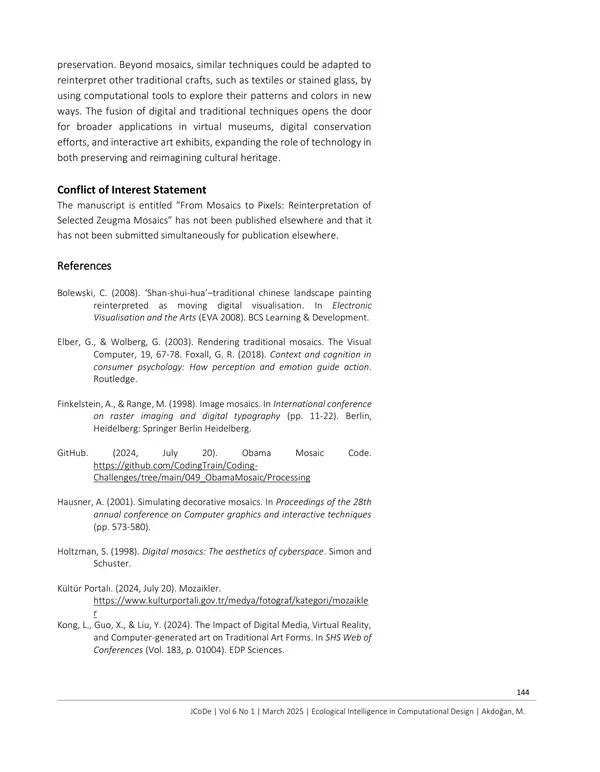 preservation. Beyond mosaics, similar techniques could be adapted to
reinterpret other traditional crafts, such as textiles or stained glass, by
using computational tools to explore their patterns and colors in new
ways. The fusion of digital and traditional techniques opens the door
for broader applications in virtual museums, digital conservation
efforts, and interactive art exhibits, expanding the role of technology in
both preserving and reimagining cultural heritage.
Conflict of Interest Statement
The manuscript is entitled “From Mosaics to Pixels: Reinterpretation of
Selected Zeugma Mosaics” has not been published elsewhere and that it
has not been submitted simultaneously for publication elsewhere.
References
Bolewski, C. (2008). ‘Shan-shui-hua’–traditional chinese landscape painting
reinterpreted as moving digital visualisation. In Electronic
Visualisation and the Arts (EVA 2008). BCS Learning & Development.
Elber, G., & Wolberg, G. (2003). Rendering traditional mosaics. The Visual
Computer, 19, 67-78. Foxall, G. R. (2018). Context and cognition in
consumer psychology: How perception and emotion guide action.
Routledge.
Finkelstein, A., & Range, M. (1998). Image mosaics. In International conference
on raster imaging and digital typography (pp. 11-22). Berlin,
Heidelberg: Springer Berlin Heidelberg.
GitHub. (2024, July 20). Obama Mosaic Code.
https://github.com/CodingTrain/Coding-
Challenges/tree/main/049_ObamaMosaic/Processing
Hausner, A. (2001). Simulating decorative mosaics. In Proceedings of the 28th
annual conference on Computer graphics and interactive techniques
(pp. 573-580).
Holtzman, S. (1998). Digital mosaics: The aesthetics of cyberspace. Simon and
Schuster.
Kültür Portalı. (2024, July 20). Mozaikler.
https://www.kulturportali.gov.tr/medya/fotograf/kategori/mozaikle
r
Kong, L., Guo, X., & Liu, Y. (2024). The Impact of Digital Media, Virtual Reality,
and Computer-generated art on Traditional Art Forms. In SHS Web of
Conferences (Vol. 183, p. 01004). EDP Sciences.
144
JCoDe | Vol 6 No 1 | March 2025 | Ecological Intelligence in Computational Design | Akdoğan, M.